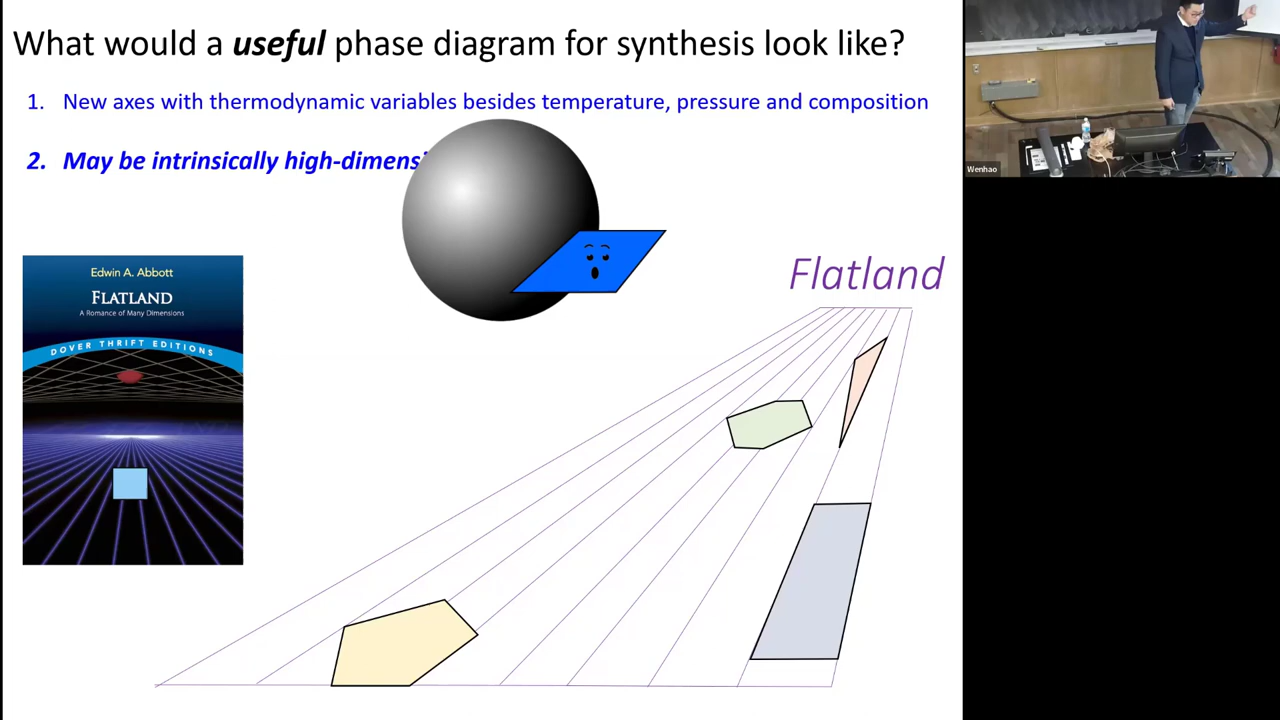 What would a useful phase diagram for synthesis look like?
1. New axes with thermodynamic variables besides temperature, pressure and composition
2. May be intrinsically high-dimensi
Edwin A. Abbott
FLATLAND
A Romance of Many Dimensions
DOVER THRIFT EDITIONS
Flatland
Wenhao